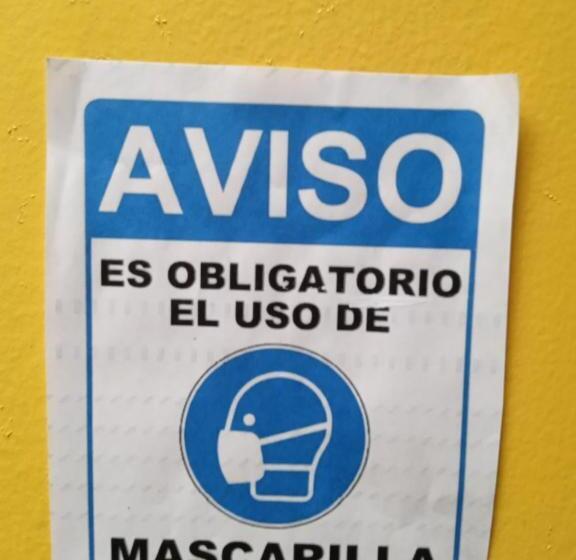 AVISO
ES OBLIGATORIO
EL USO DE
MASCARILLA